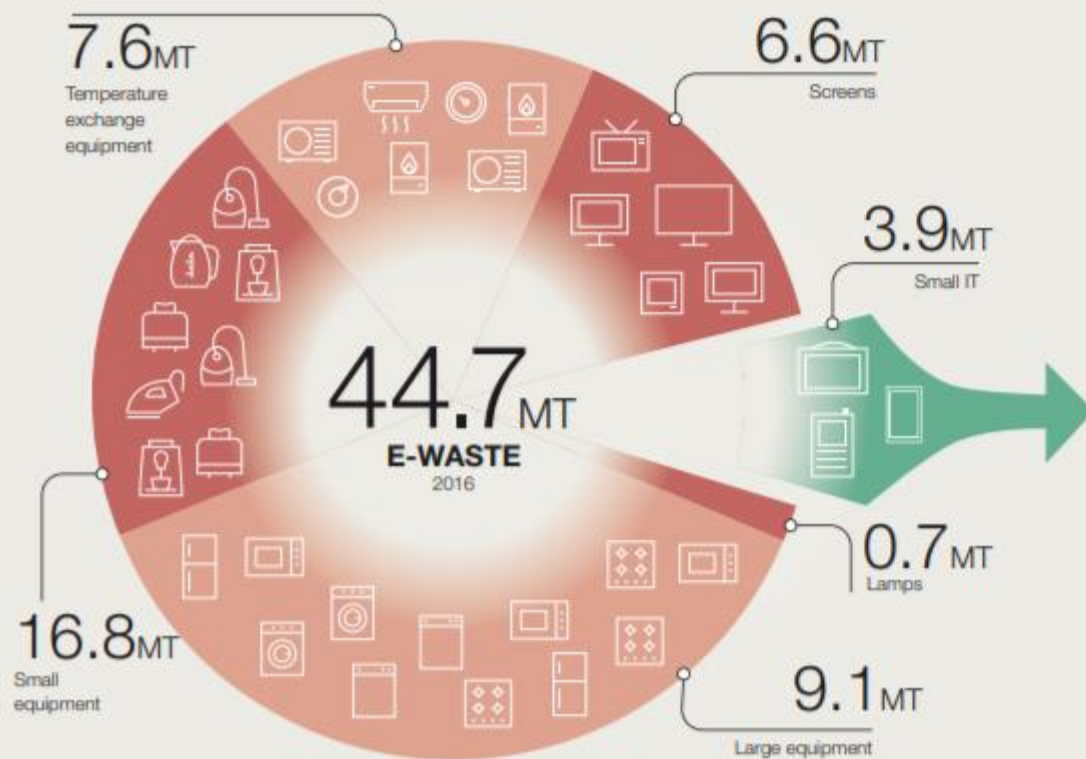 7.6MT
Temperature
exchange
equipment
6.6MT
Screens
3.9MT
Small IT
44.7MT
E-WASTE
2016
0.7MT
Lamps
16.8MT
Small
equipment
9.1MT
Large equipment